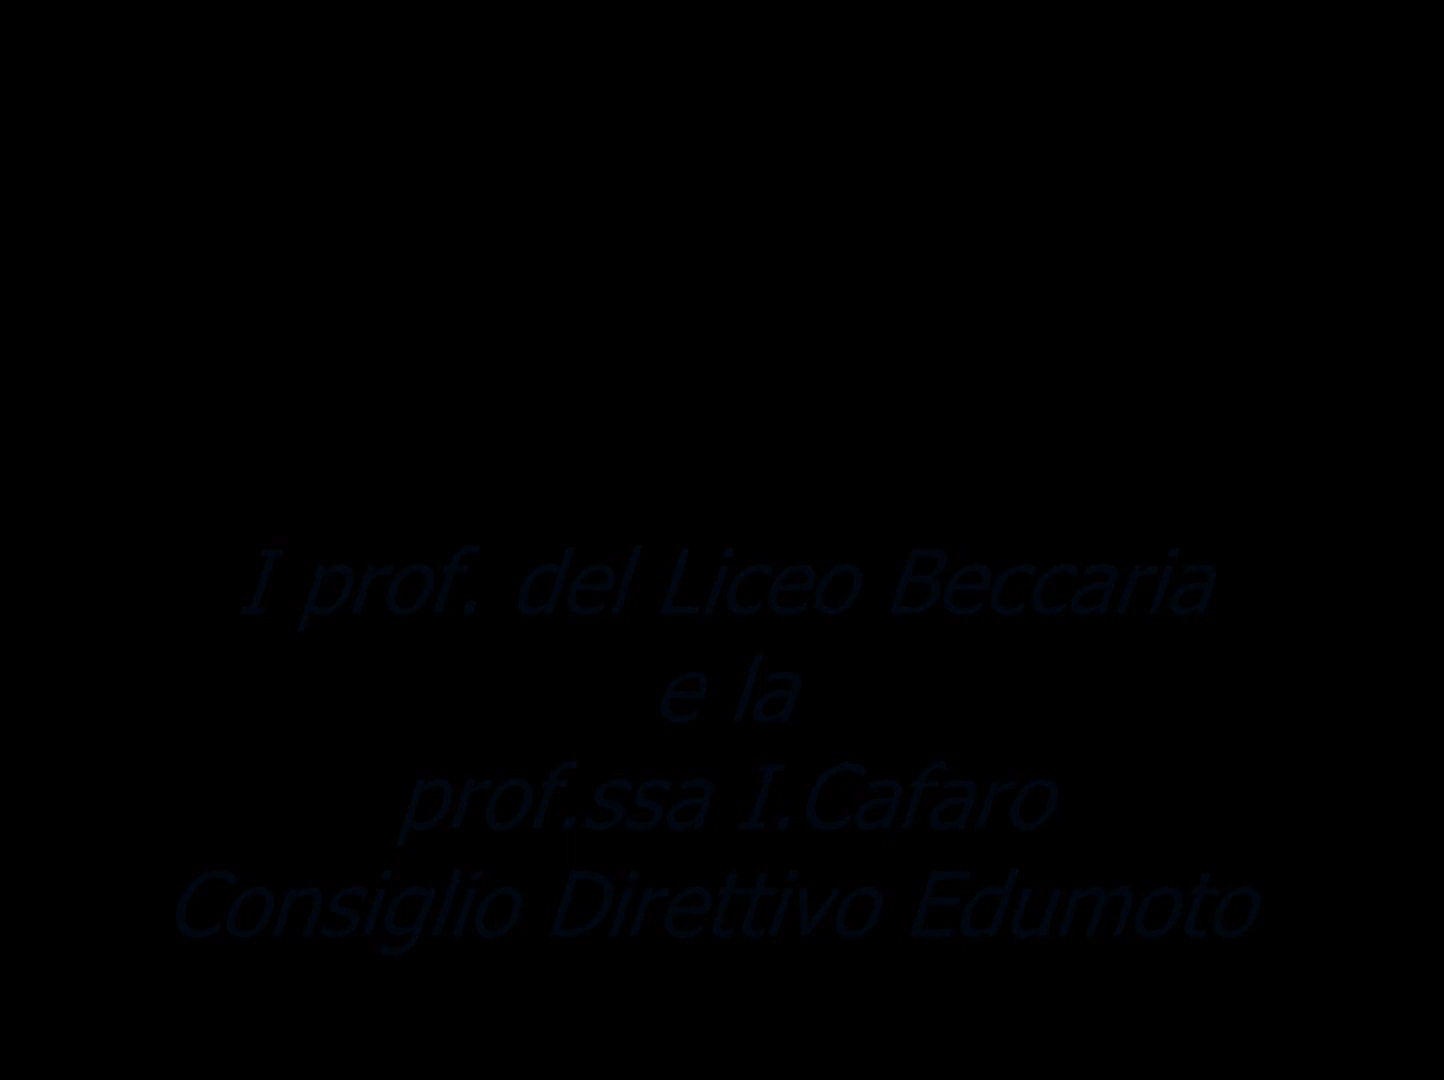 I prof. del Liceo Beccaria
e la
prof.ssa I.Cafaro
Consiglio Direttivo Edumoto